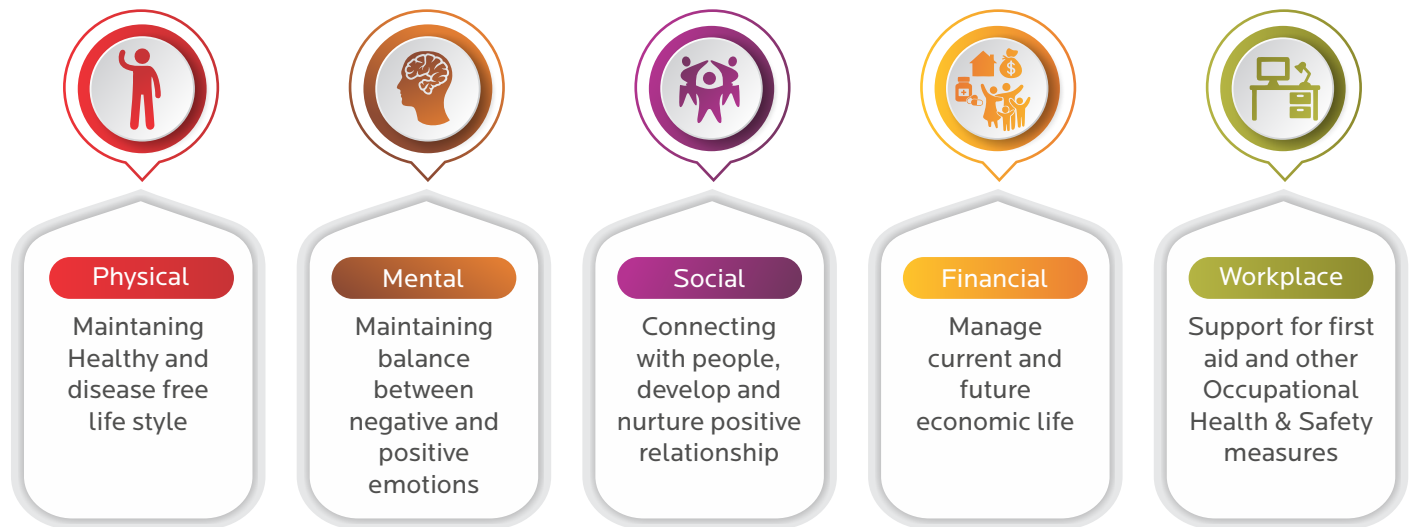 Physical
Maintaning
Healthy and
disease free
life style
Mental
Maintaining
balance
between
negative and
positive
emotions
Social
Connecting
with people,
develop and
nurture positive
relationship
Financial
Manage
current and
future
economic life
Workplace
Support for first
aid and other
Occupational
Health & Safety
measures